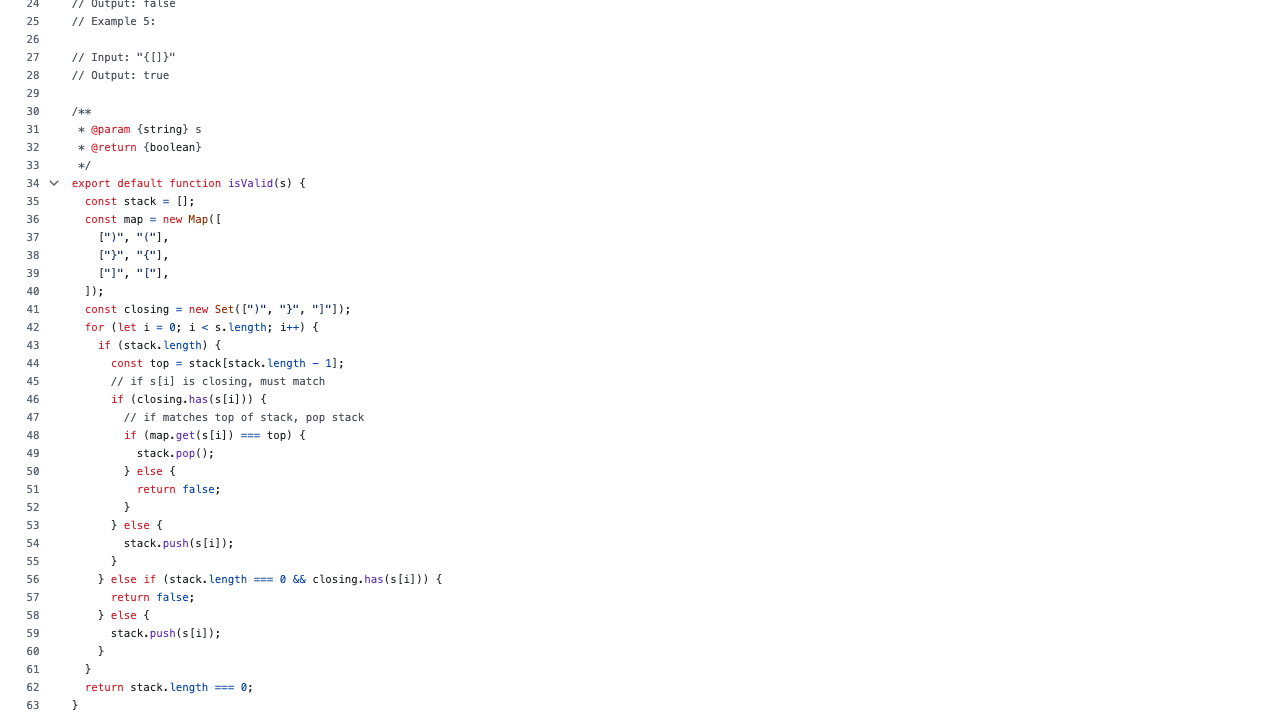 24 // Output: false
25 // Example 5:
26
27 // Input: "{[]}"
28 // Output: true
29
30 /**
31  * @param {string} s
32  * @return {boolean}
33  */
34 export default function isValid(s) {
35   const stack = [];
36   const map = new Map([
37     [")", "("],
38     ["}", "{"],
39     ["]", "["],
40   ]);
41   const closing = new Set([")", "}", "]"]);
42   for (let i = 0; i < s.length; i++) {
43     if (stack.length) {
44       const top = stack[stack.length - 1];
45       // if s[i] is closing, must match
46       if (closing.has(s[i])) {
47         // if matches top of stack, pop stack
48         if (map.get(s[i]) === top) {
49           stack.pop();
50         } else {
51           return false;
52         }
53       } else {
54         stack.push(s[i]);
55       }
56     } else if (stack.length === 0 && closing.has(s[i])) {
57       return false;
58     } else {
59       stack.push(s[i]);
60     }
61   }
62   return stack.length === 0;
63 }